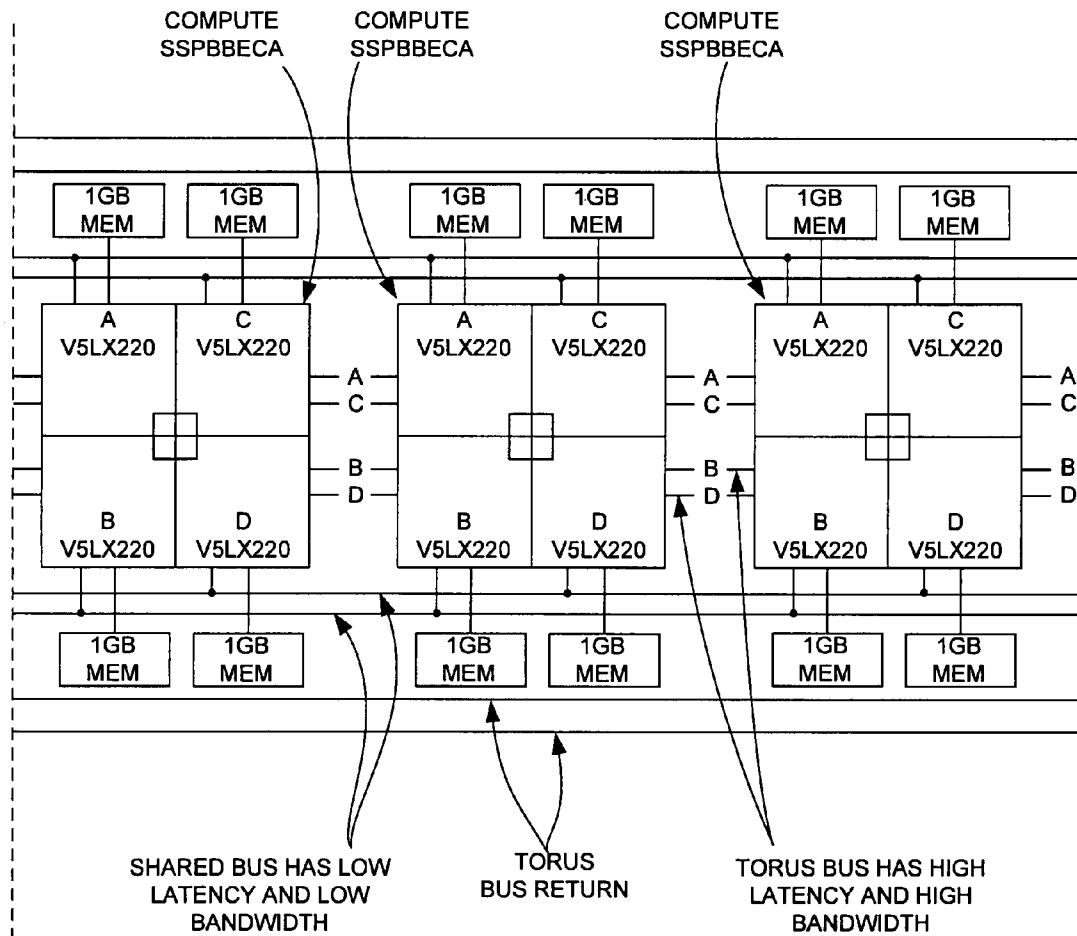 COMPUTE
SSPBBECA
COMPUTE
SSPBBECA
COMPUTE
SSPBBECA
1GB
MEM
1GB
MEM
1GB
MEM
1GB
MEM
1GB
MEM
1GB
MEM
A
V5LX220
C
V5LX220
A
V5LX220
C
V5LX220
A
V5LX220
C
V5LX220
A
C
A
C
A
C
B
D
B
D
B
D
B
V5LX220
D
V5LX220
B
V5LX220
D
V5LX220
B
V5LX220
D
V5LX220
1GB
MEM
1GB
MEM
1GB
MEM
1GB
MEM
1GB
MEM
1GB
MEM
SHARED BUS HAS LOW
LATENCY AND LOW
BANDWIDTH
TORUS
BUS RETURN
TORUS BUS HAS HIGH
LATENCY AND HIGH
BANDWIDTH